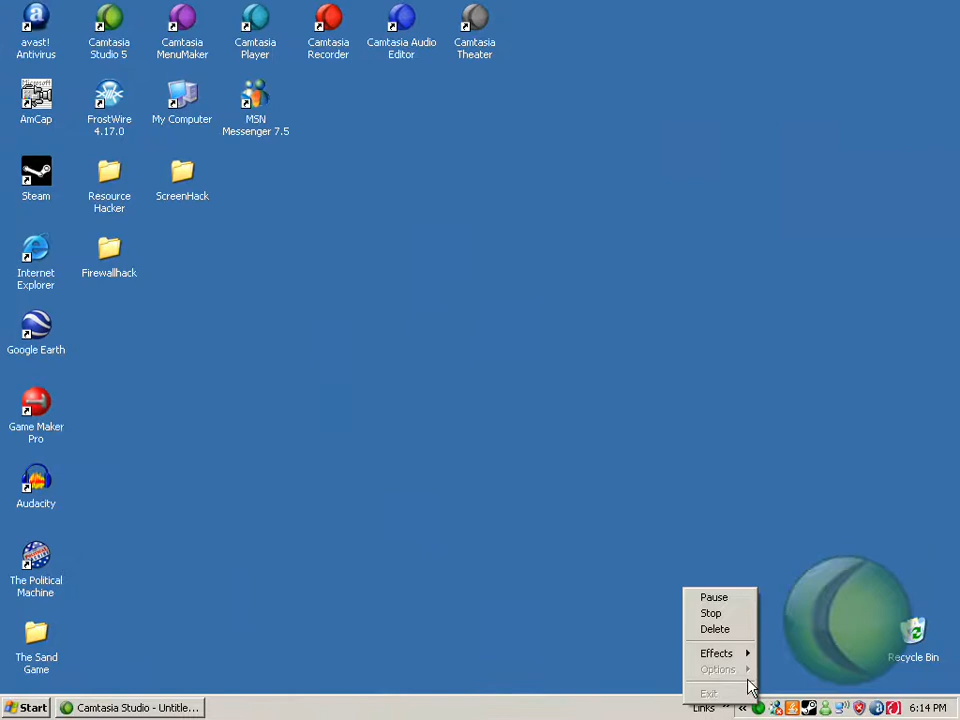 avast!
Antivirus
Camtasia
Studio 5
Camtasia
MenuMaker
Camtasia
Player
Camtasia
Recorder
Camtasia Audio
Editor
Camtasia
Theater
Microsoft
AmCap
FrostWire
4.17.0
My Computer
MSN
Messenger 7.5
Steam
Resource
Hacker
ScreenHack
Internet
Explorer
Firewallhack
Google Earth
Game Maker
Pro
Audacity
The Political
Machine
The Sand
Game
Pause
Stop
Delete
Effects
Options
Exit
Recycle Bin
Start
Camtasia Studio - Untitle...
Links
6:14 PM